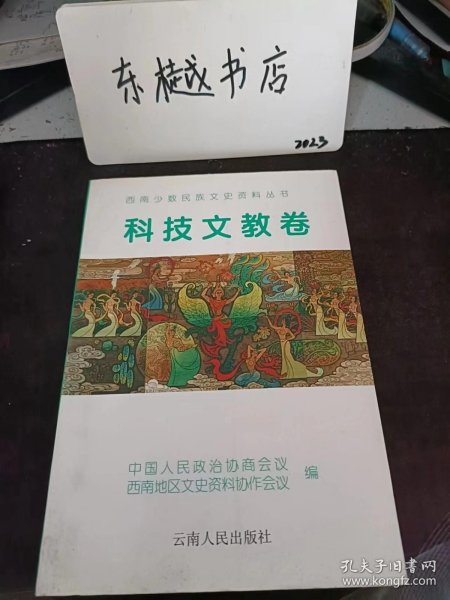 东樾书店
2023
西南少数民族文史资料丛书
科技文教卷
中国人民政治协商会议
西南地区文史资料协作会议
编
云南人民出版社
孔夫子旧书网
www.kongfz.com